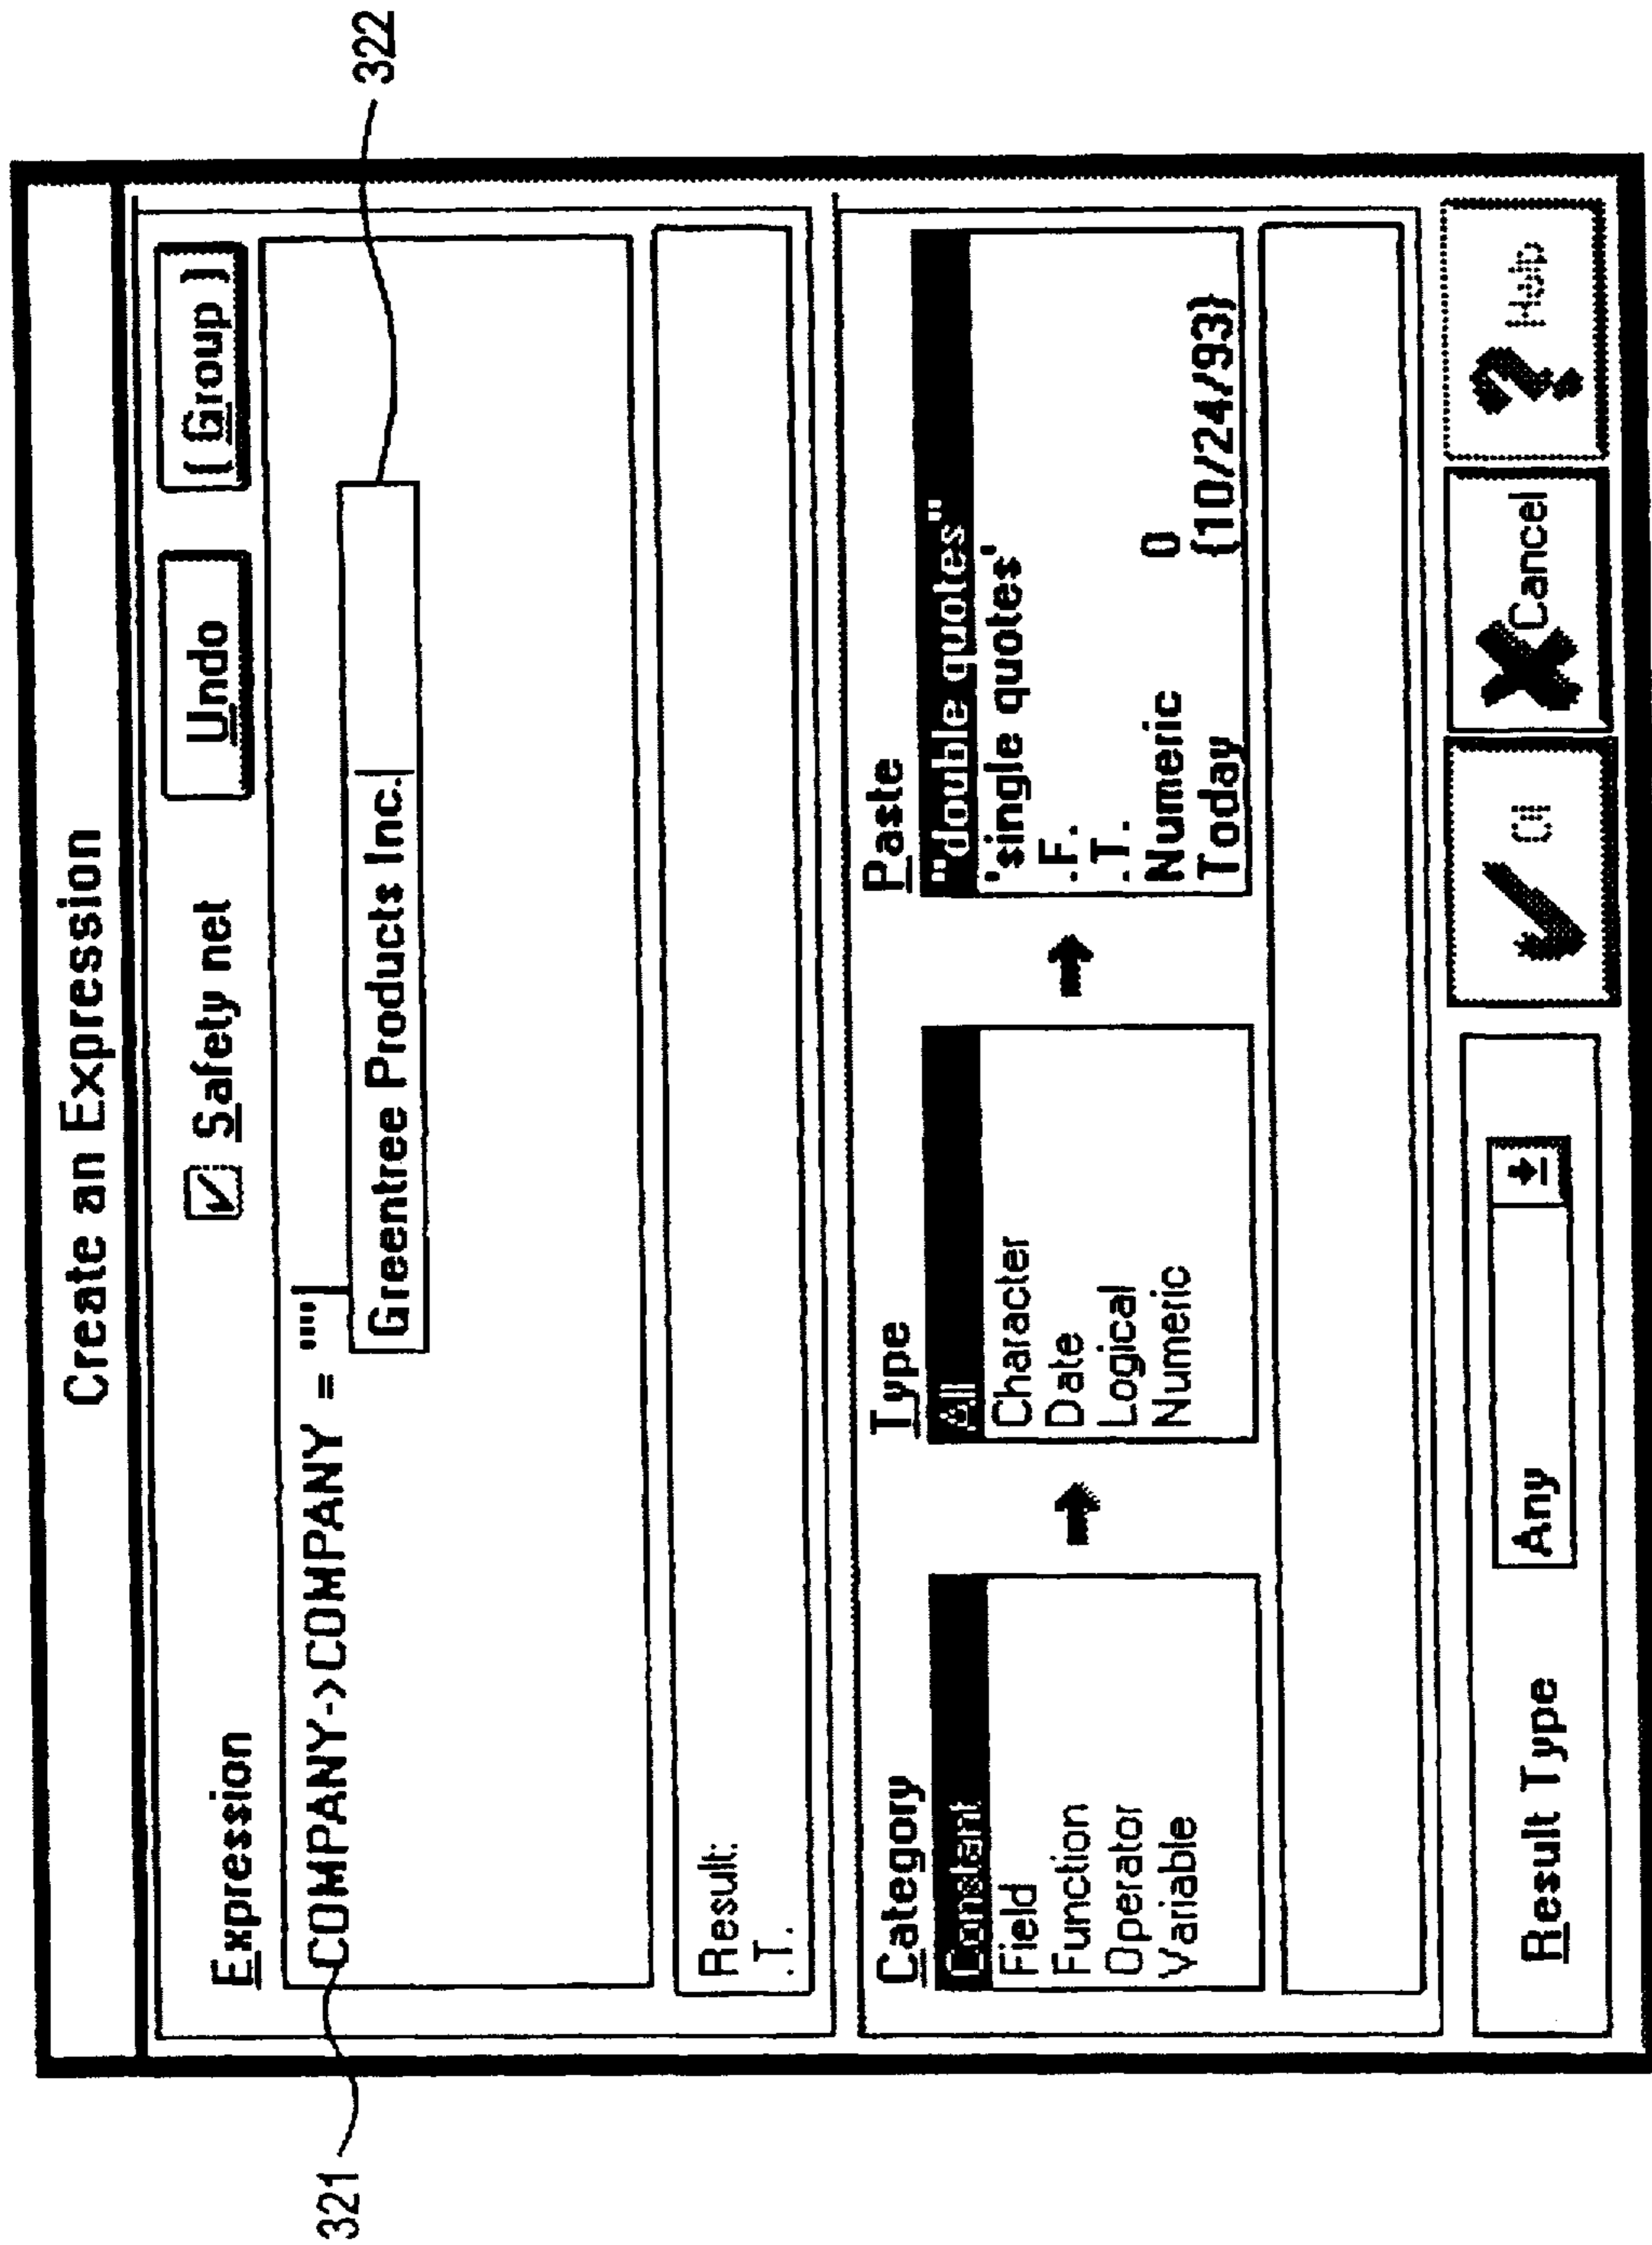 Create an Expression
Expression
Safety net
Undo
( Group )
COMPANY->COMPANY = ""
Greentree Products Inc.
321
322
Result:
.T.
Category
Type
Paste
Constant
Field
Function
Operator
Variable
All
Character
Date
Logical
Numeric
"double quotes"
'single quotes'
.F.
.T.
Numeric 0
Today {10/24/93}
Result Type
Any
Cancel
? Help